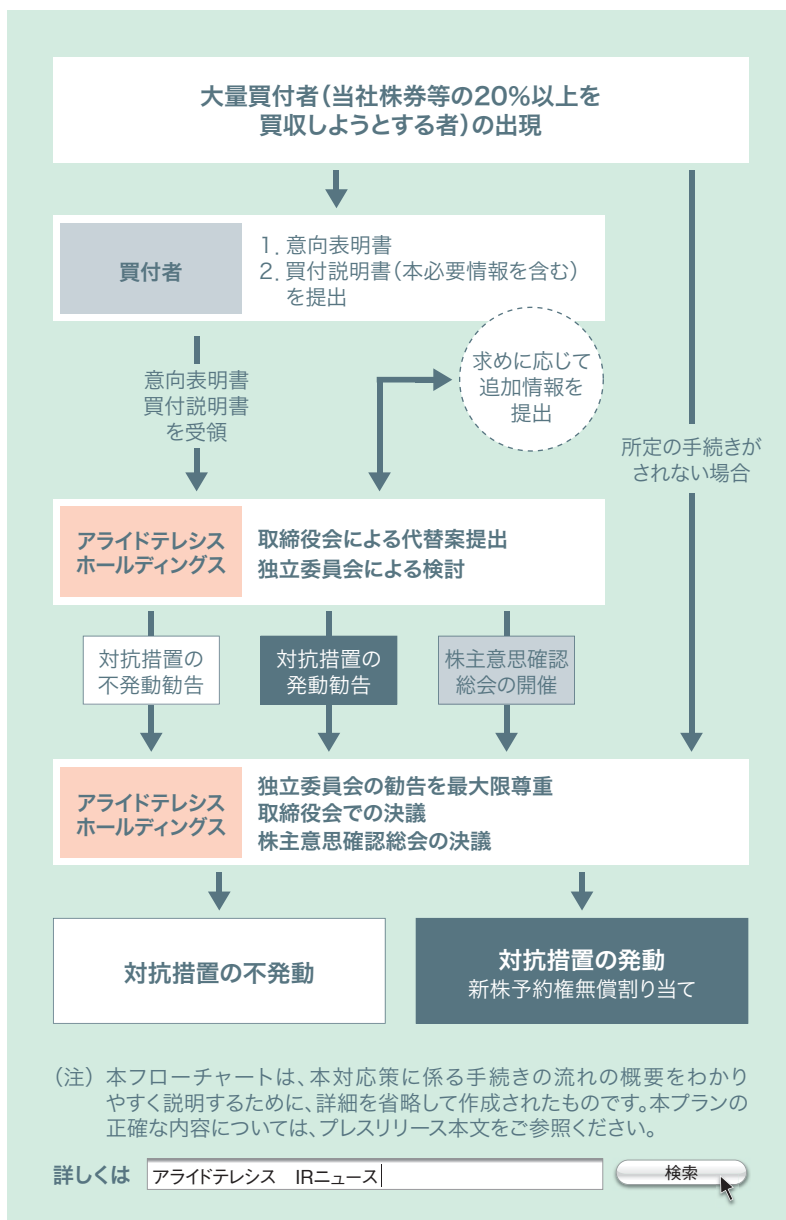 大量買付者(当社株券等の20%以上を
買収しようとする者)の出現
買付者
1. 意向表明書
2. 買付説明書(本必要情報を含む)
を提出
意向表明書
買付説明書
を受領
求めに応じて
追加情報を
提出
所定の手続きが
されない場合
アライドテレシス
ホールディングス
取締役会による代替案提出
独立委員会による検討
対抗措置の
不発動勧告
対抗措置の
発動勧告
株主意思確認
総会の開催
アライドテレシス
ホールディングス
独立委員会の勧告を最大限尊重
取締役会での決議
株主意思確認総会の決議
対抗措置の不発動
対抗措置の発動
新株予約権無償割り当て
(注) 本フローチャートは、本対応策に係る手続きの流れの概要をわかり
やすく説明するために、詳細を省略して作成されたものです。本プランの
正確な内容については、プレスリリース本文をご参照ください。
詳しくは アライドテレシス IRニュース 検索